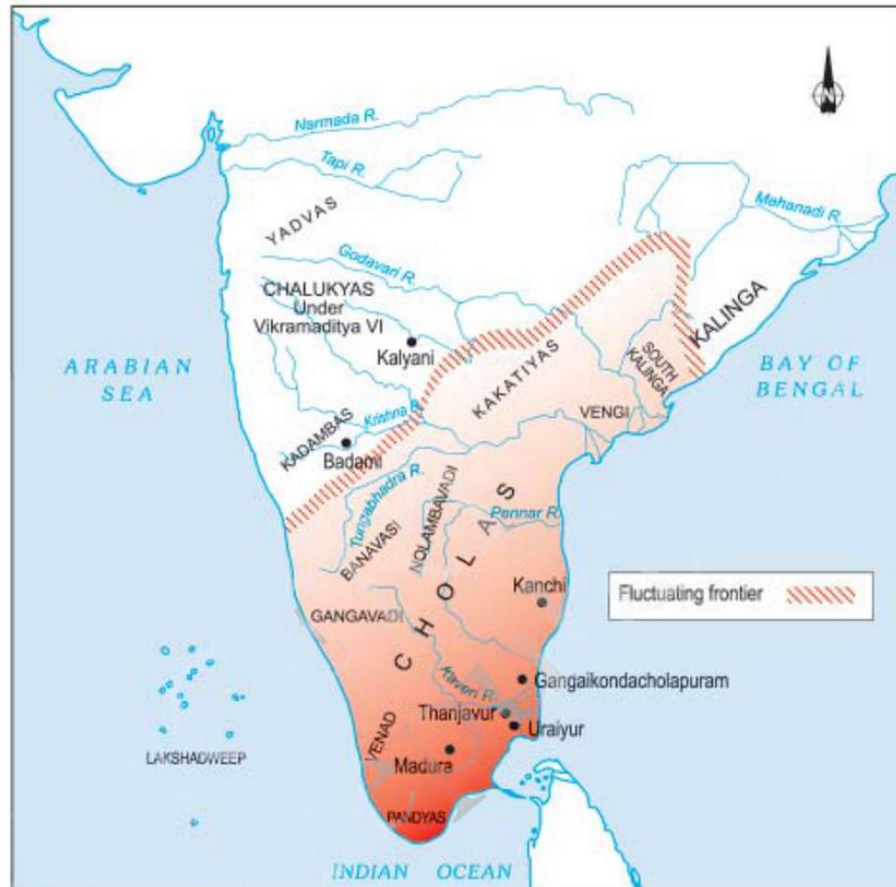 N
Narmada R.
Tapi R.
Mahanadi R.
YADVAS
Godavari R.
CHALUKYAS
Under
Vikramaditya VI
KALINGA
Kalyani
ARABIAN
SEA
KAKATIYAS
SOUTH
KALINGA
BAY OF
BENGAL
VENGI
Krishna R.
KADAMBAS
Badami
Tungabhadra R.
NOLAMBAVADI
Pennar R.
BANAVASI
CHOLAS
Kanchi
Fluctuating frontier
GANGAVADI
Kaveri R.
Gangaikondacholapuram
Thanjavur
Uraiyur
VENAD
Madura
LAKSHADWEEP
PANDYAS
INDIAN OCEAN